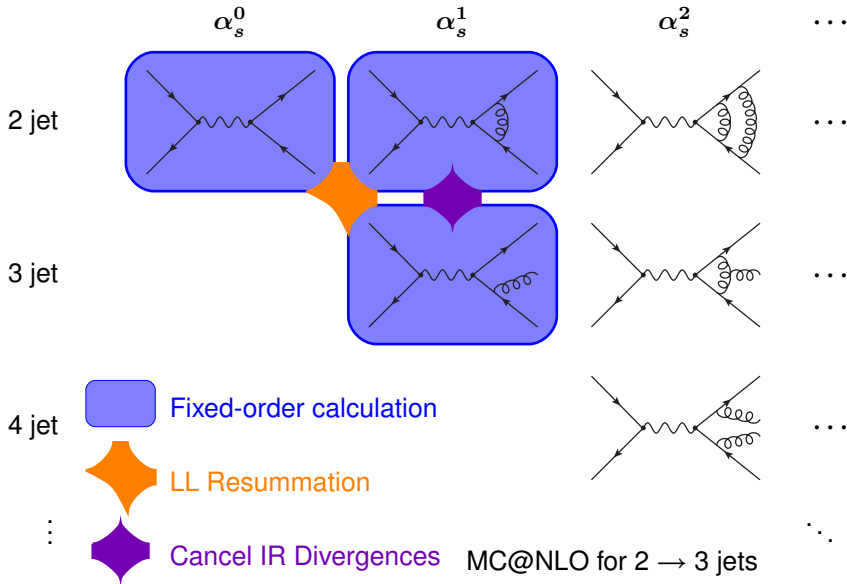 α_s^0 α_s^1 α_s^2 ⋯
2 jet ⋯
3 jet ⋯
4 jet ⋯
Fixed-order calculation
LL Resummation
⋮ ⋱
Cancel IR Divergences
MC@NLO for 2 → 3 jets